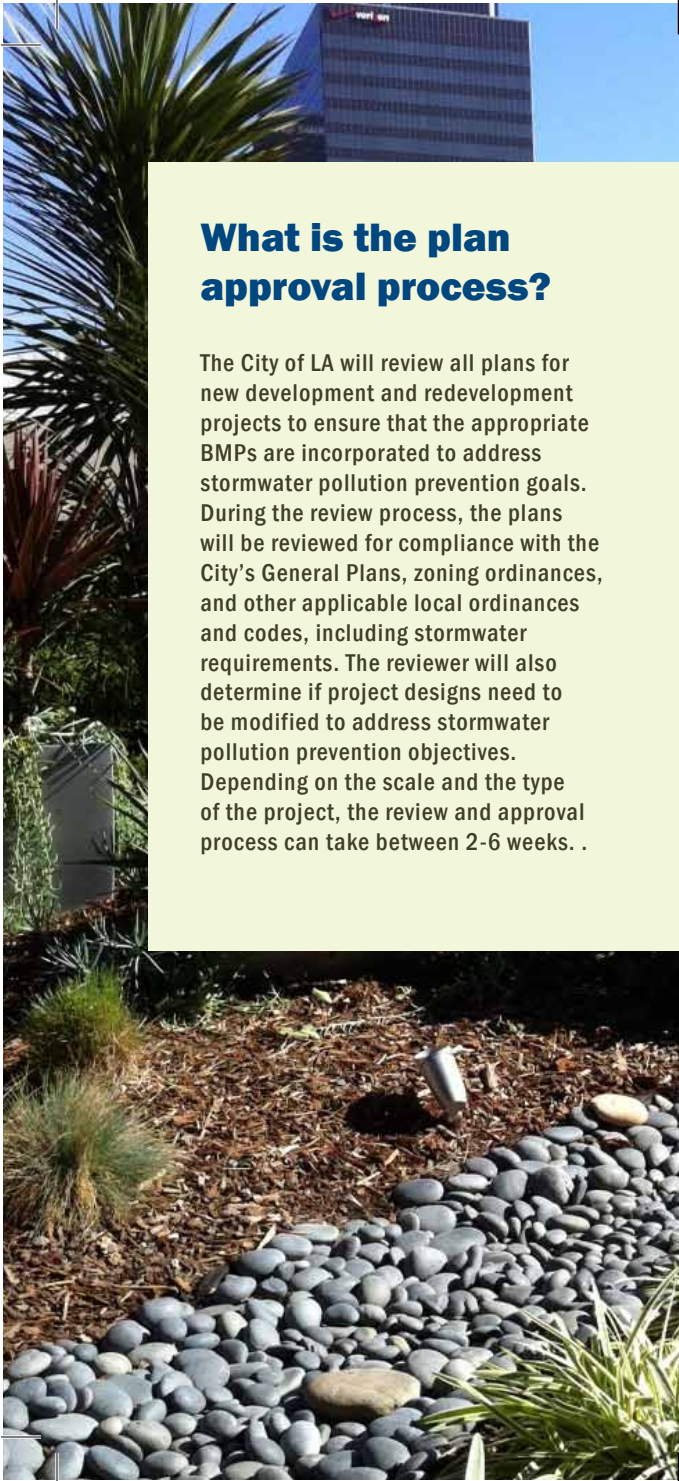 verizon
What is the plan
approval process?
The City of LA will review all plans for
new development and redevelopment
projects to ensure that the appropriate
BMPs are incorporated to address
stormwater pollution prevention goals.
During the review process, the plans
will be reviewed for compliance with the
City's General Plans, zoning ordinances,
and other applicable local ordinances
and codes, including stormwater
requirements. The reviewer will also
determine if project designs need to
be modified to address stormwater
pollution prevention objectives.
Depending on the scale and the type
of the project, the review and approval
process can take between 2-6 weeks. .